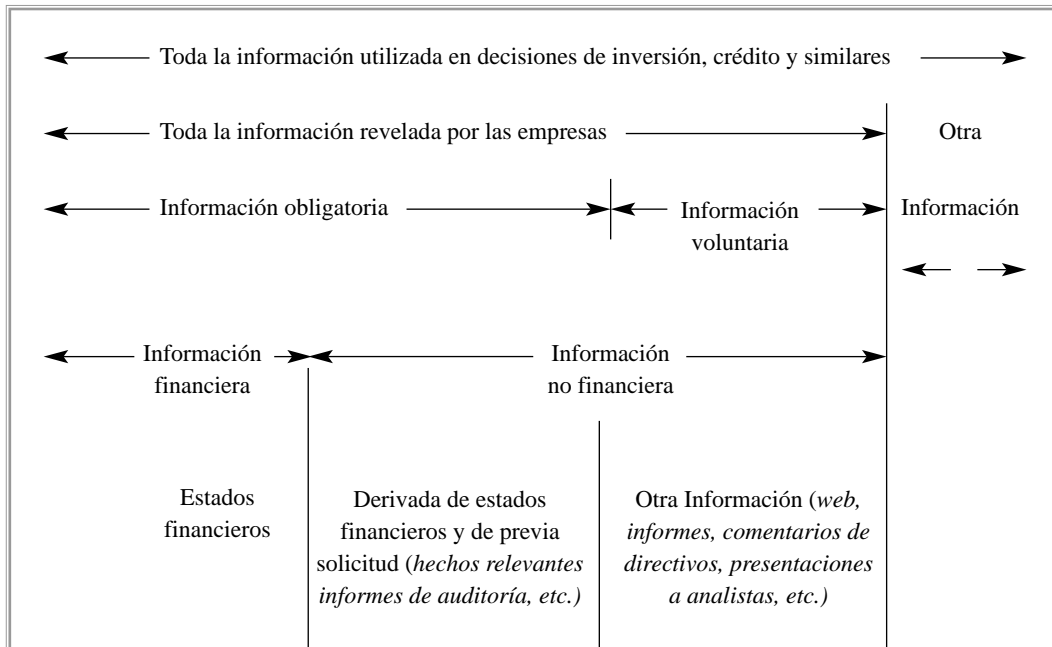 Toda la información utilizada en decisiones de inversión, crédito y similares
Toda la información revelada por las empresas
Otra
Información obligatoria
Información
voluntaria
Información
Información
financiera
Información
no financiera
Estados
financieros
Derivada de estados
financieros y de previa
solicitud (hechos relevantes
informes de auditoría, etc.)
Otra Información (web,
informes, comentarios de
directivos, presentaciones
a analistas, etc.)